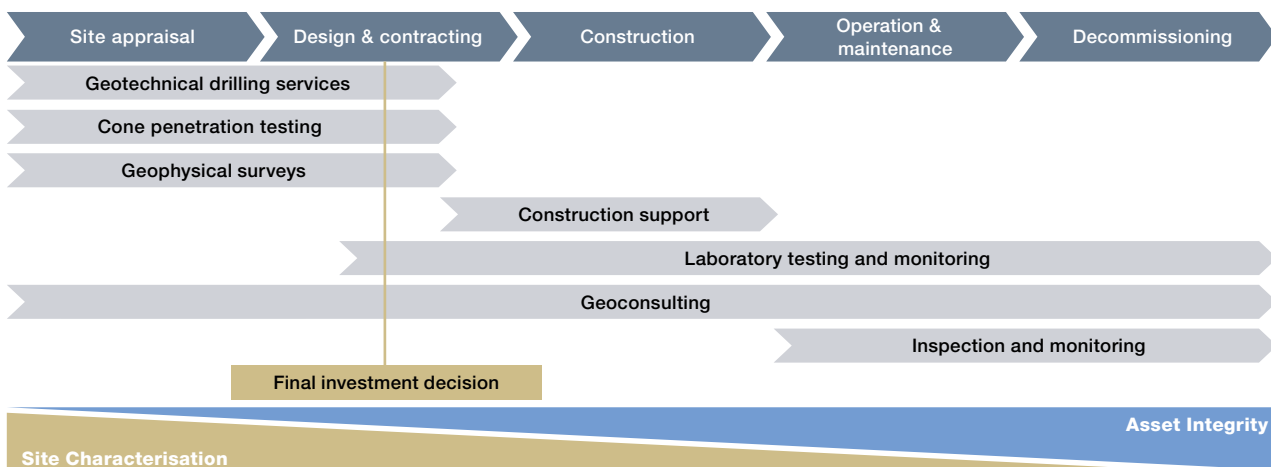 Site appraisal
Design & contracting
Construction
Operation &
maintenance
Decommissioning
Geotechnical drilling services
Cone penetration testing
Geophysical surveys
Construction support
Laboratory testing and monitoring
Geoconsulting
Inspection and monitoring
Final investment decision
Asset Integrity
Site Characterisation